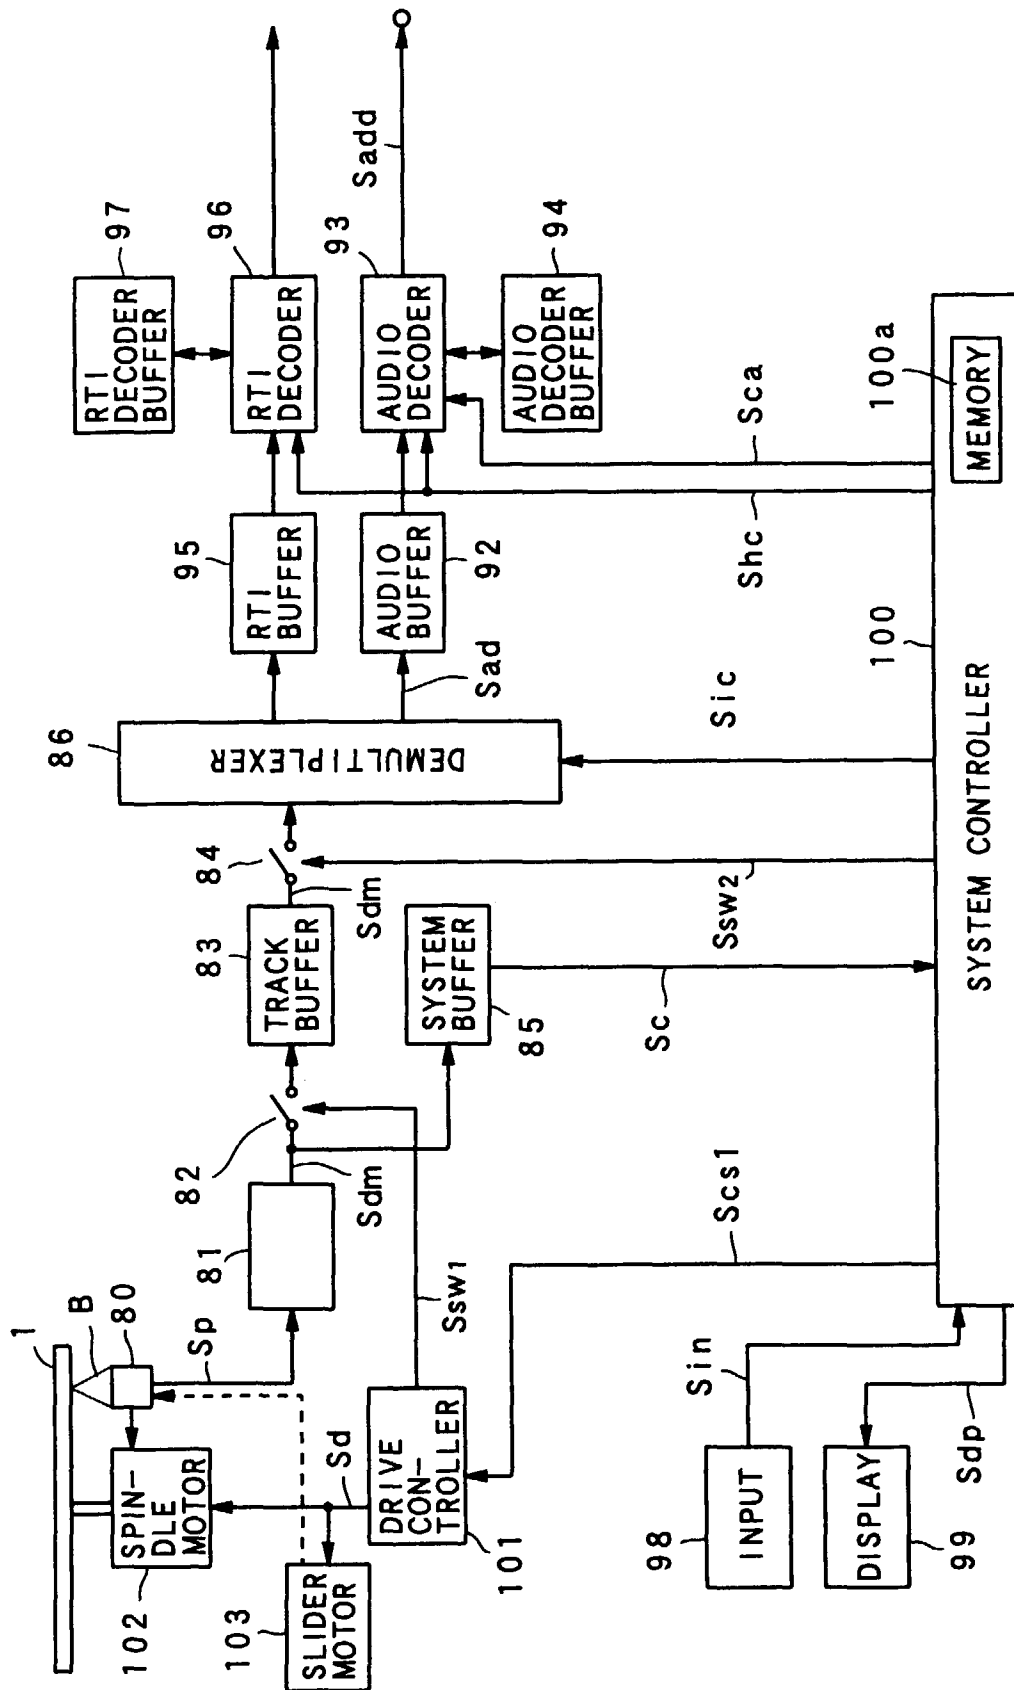 1
B
80
Sp
SPIN-
DLE
MOTOR
102
SLIDER
MOTOR
103
Sd
DRIVE
CON-
TROLLER
101
Ssw1
81
Sdm
82
TRACK
BUFFER
83
Sdm
84
SYSTEM
BUFFER
85
Sc
Ssw2
DEMULTIPLEXER
86
Sic
Sad
RTI
BUFFER
95
AUDIO
BUFFER
92
RTI
DECODER
BUFFER
97
RTI
DECODER
96
AUDIO
DECODER
93
AUDIO
DECODER
BUFFER
94
Sadd
Shc
Sca
Scs1
INPUT
98
Sin
DISPLAY
99
Sdp
SYSTEM CONTROLLER
100
MEMORY
100a